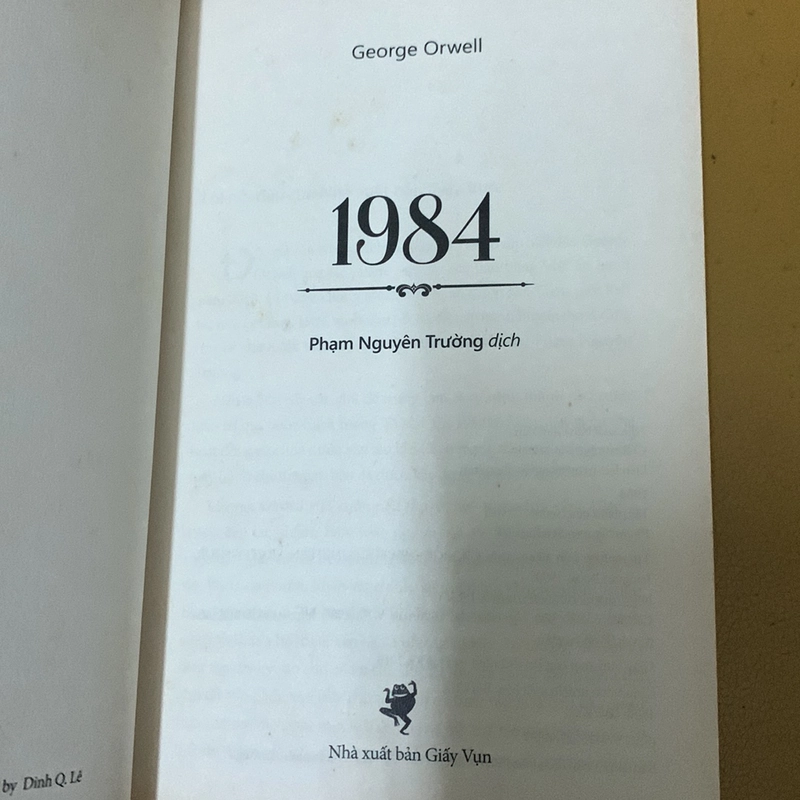 George Orwell
1984
Phạm Nguyên Trường dịch
Nhà xuất bản Giấy Vụn
by Dinh Q. Lê